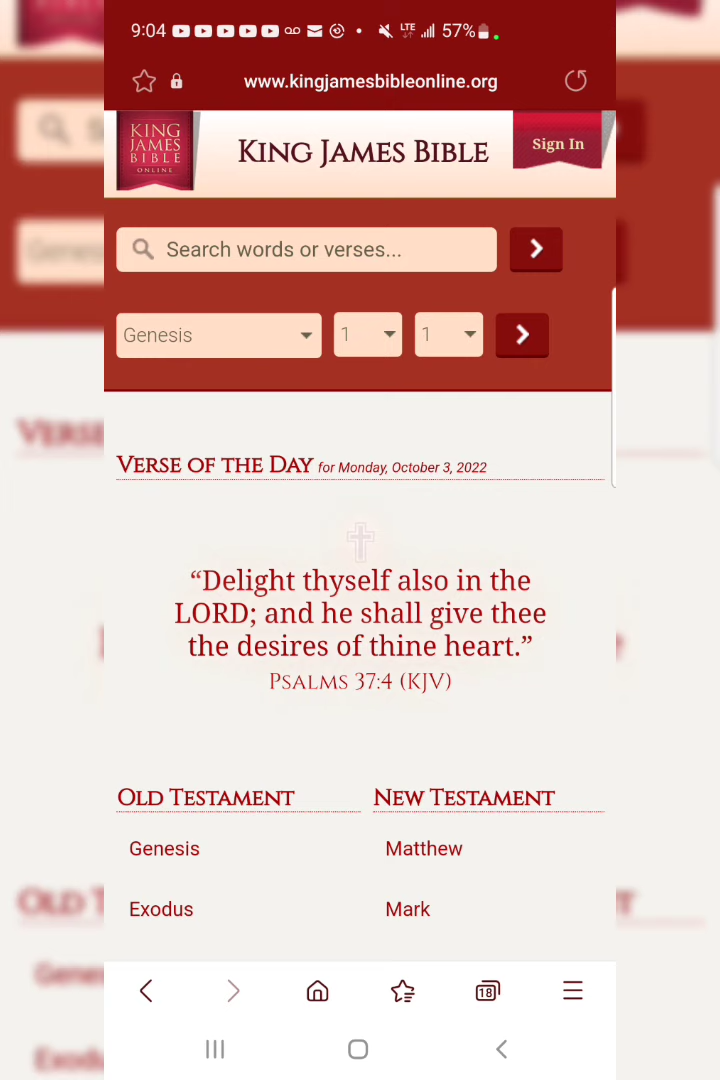 9:04 LTE 57%
www.kingjamesbibleonline.org
KING
JAMES
BIBLE
ONLINE
KING JAMES BIBLE
Sign In
Search words or verses...
Genesis 1 1
VERSE OF THE DAY for Monday, October 3, 2022
“Delight thyself also in the
LORD; and he shall give thee
the desires of thine heart.”
PSALMS 37:4 (KJV)
OLD TESTAMENT NEW TESTAMENT
Genesis Matthew
Exodus Mark
18